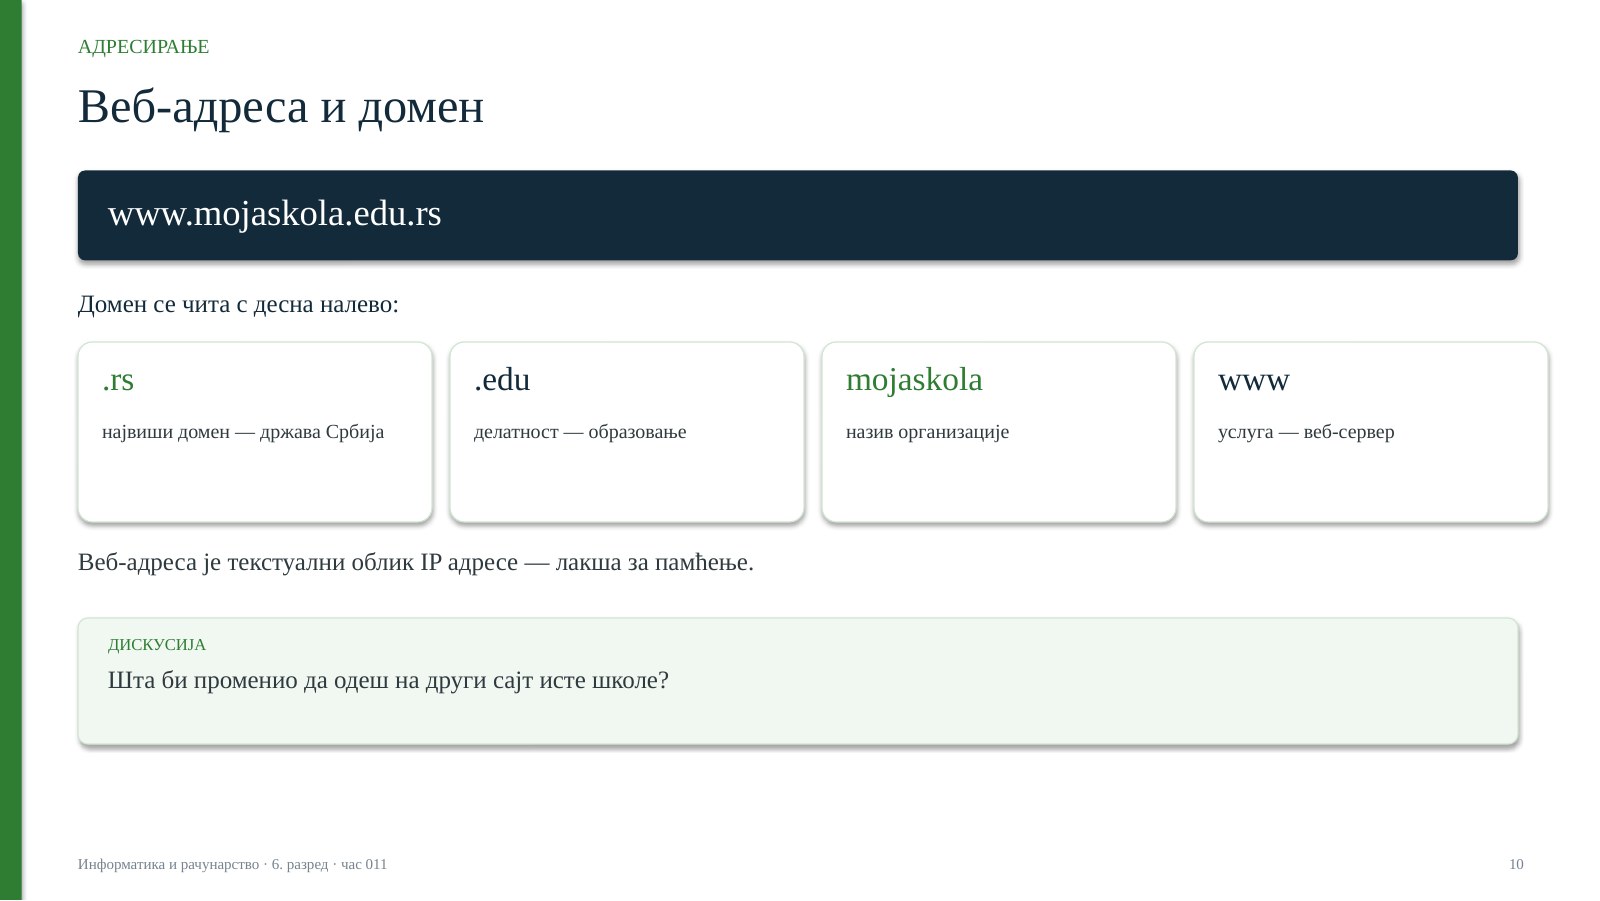 АДРЕСИРАЊЕ
Веб-адреса и домен
www.mojaskola.edu.rs
Домен се чита с десна налево:
.rs
највиши домен — држава Србија
.edu
делатност — образовање
mojaskola
назив организације
www
услуга — веб-сервер
Веб-адреса је текстуални облик IP адресе — лакша за памћење.
ДИСКУСИЈА
Шта би променио да одеш на други сајт исте школе?
Информатика и рачунарство · 6. разред · час 011
10